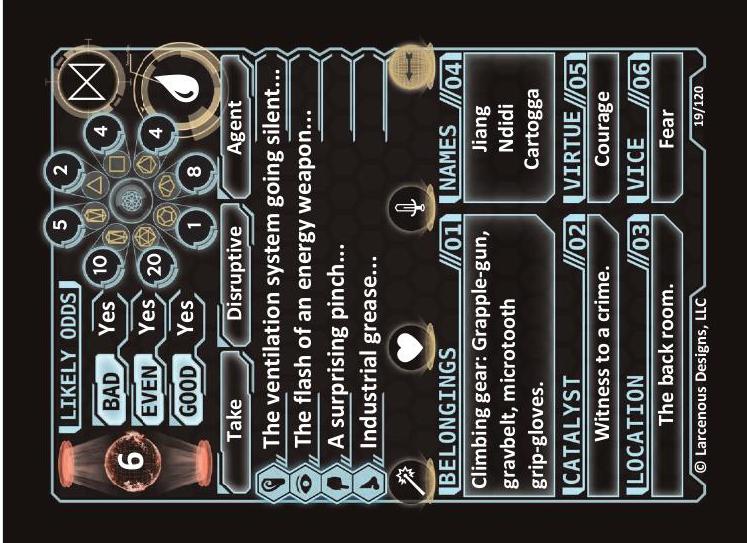 6
LIKELY ODDS
BAD Yes
EVEN Yes
GOOD Yes
5
2
4
4
8
1
20
10
Take Disruptive Agent
The ventilation system going silent...
The flash of an energy weapon...
A surprising pinch...
Industrial grease...
BELONGINGS ///01
Climbing gear: Grapple-gun,
gravbelt, microtooth
grip-gloves.
NAMES ///04
Jiang
Ndidi
Cartogga
CATALYST ///02
Witness to a crime.
VIRTUE ///05
Courage
LOCATION ///03
The back room.
VICE ///06
Fear
© Larcenous Designs, LLC
19/120